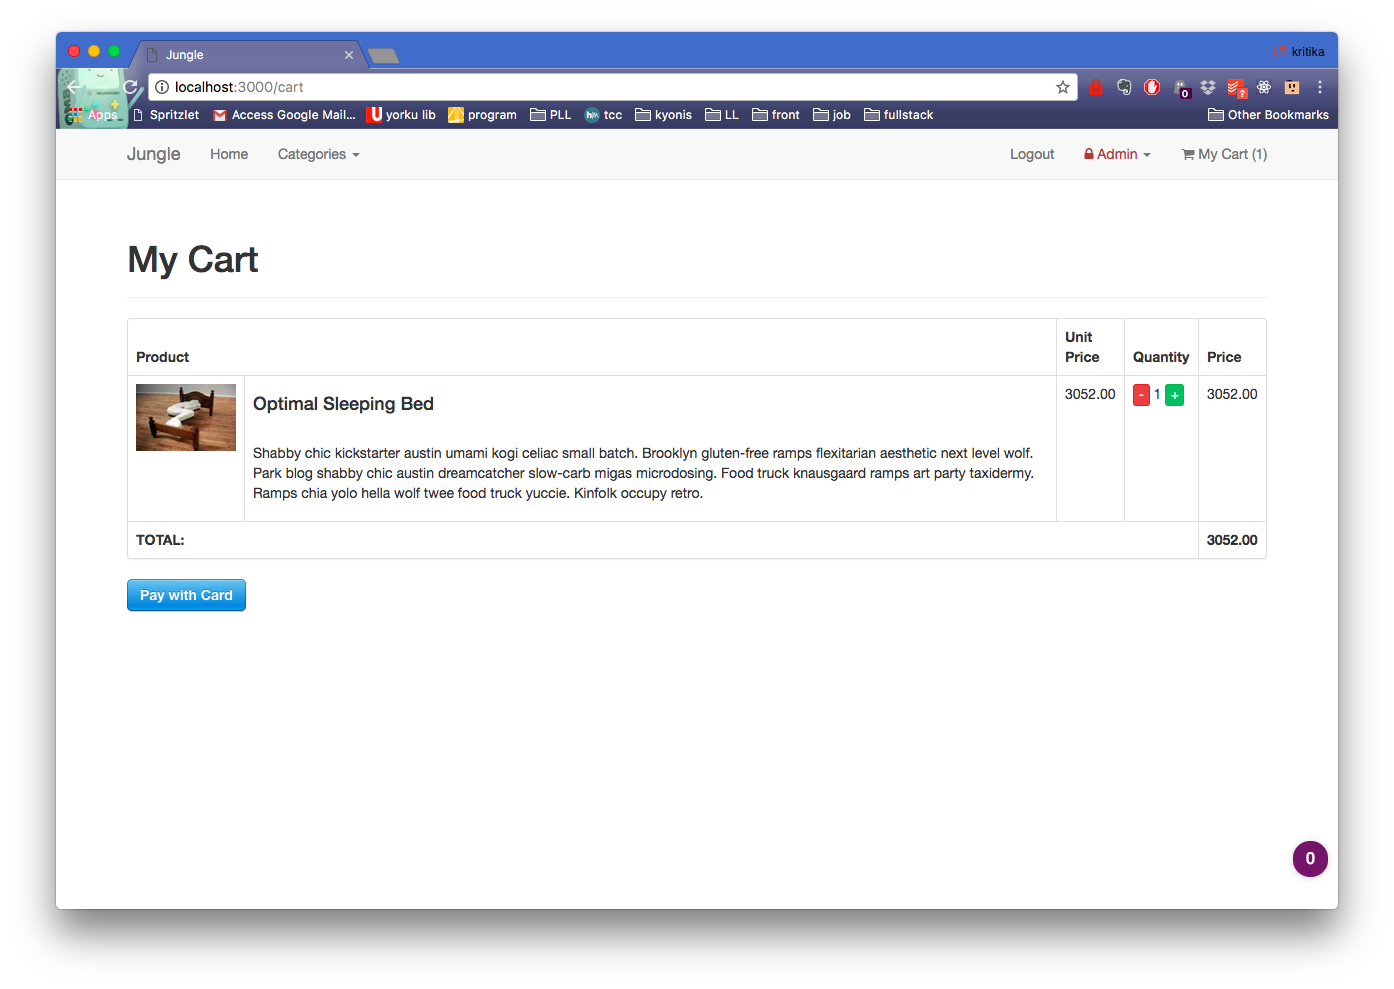 Jungle
kritika
localhost:3000/cart
0
?
Apps Spritzlet Access Google Mail... yorku lib program PLL tcc kyonis LL front job fullstack Other Bookmarks
Jungle Home Categories Logout Admin My Cart (1)
My Cart
Product Unit Price Quantity Price
Optimal Sleeping Bed 3052.00 - 1 + 3052.00
Shabby chic kickstarter austin umami kogi celiac small batch. Brooklyn gluten-free ramps flexitarian aesthetic next level wolf.
Park blog shabby chic austin dreamcatcher slow-carb migas microdosing. Food truck knausgaard ramps art party taxidermy.
Ramps chia yolo hella wolf twee food truck yuccie. Kinfolk occupy retro.
TOTAL: 3052.00
Pay with Card
0